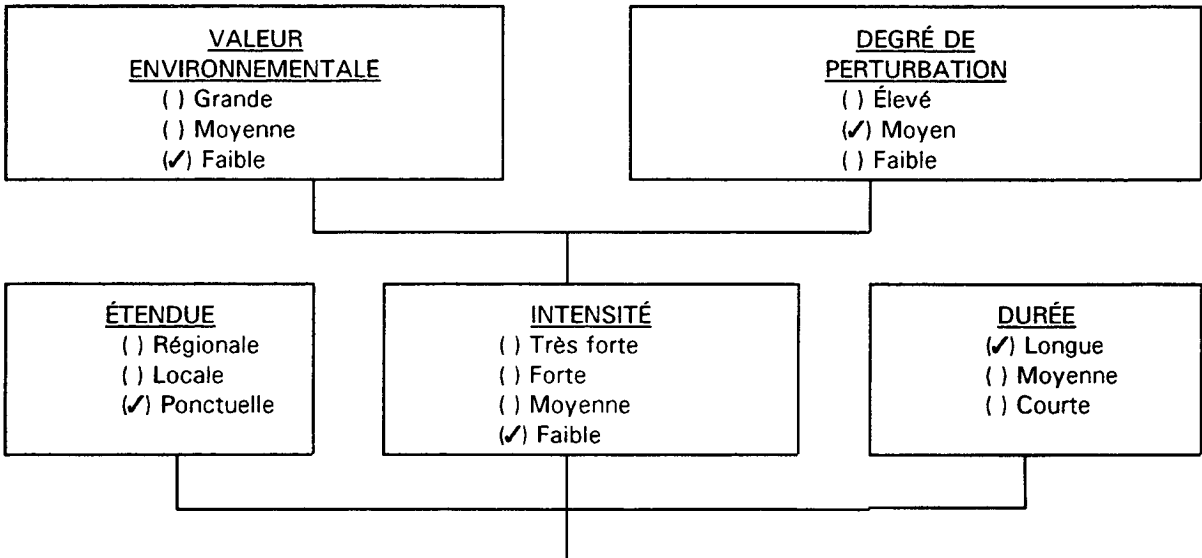 VALEUR
ENVIRONNEMENTALE
( ) Grande
( ) Moyenne
(✓) Faible
DEGRÉ DE
PERTURBATION
( ) Élevé
(✓) Moyen
( ) Faible
ÉTENDUE
( ) Régionale
( ) Locale
(✓) Ponctuelle
INTENSITÉ
( ) Très forte
( ) Forte
( ) Moyenne
(✓) Faible
DURÉE
(✓) Longue
( ) Moyenne
( ) Courte